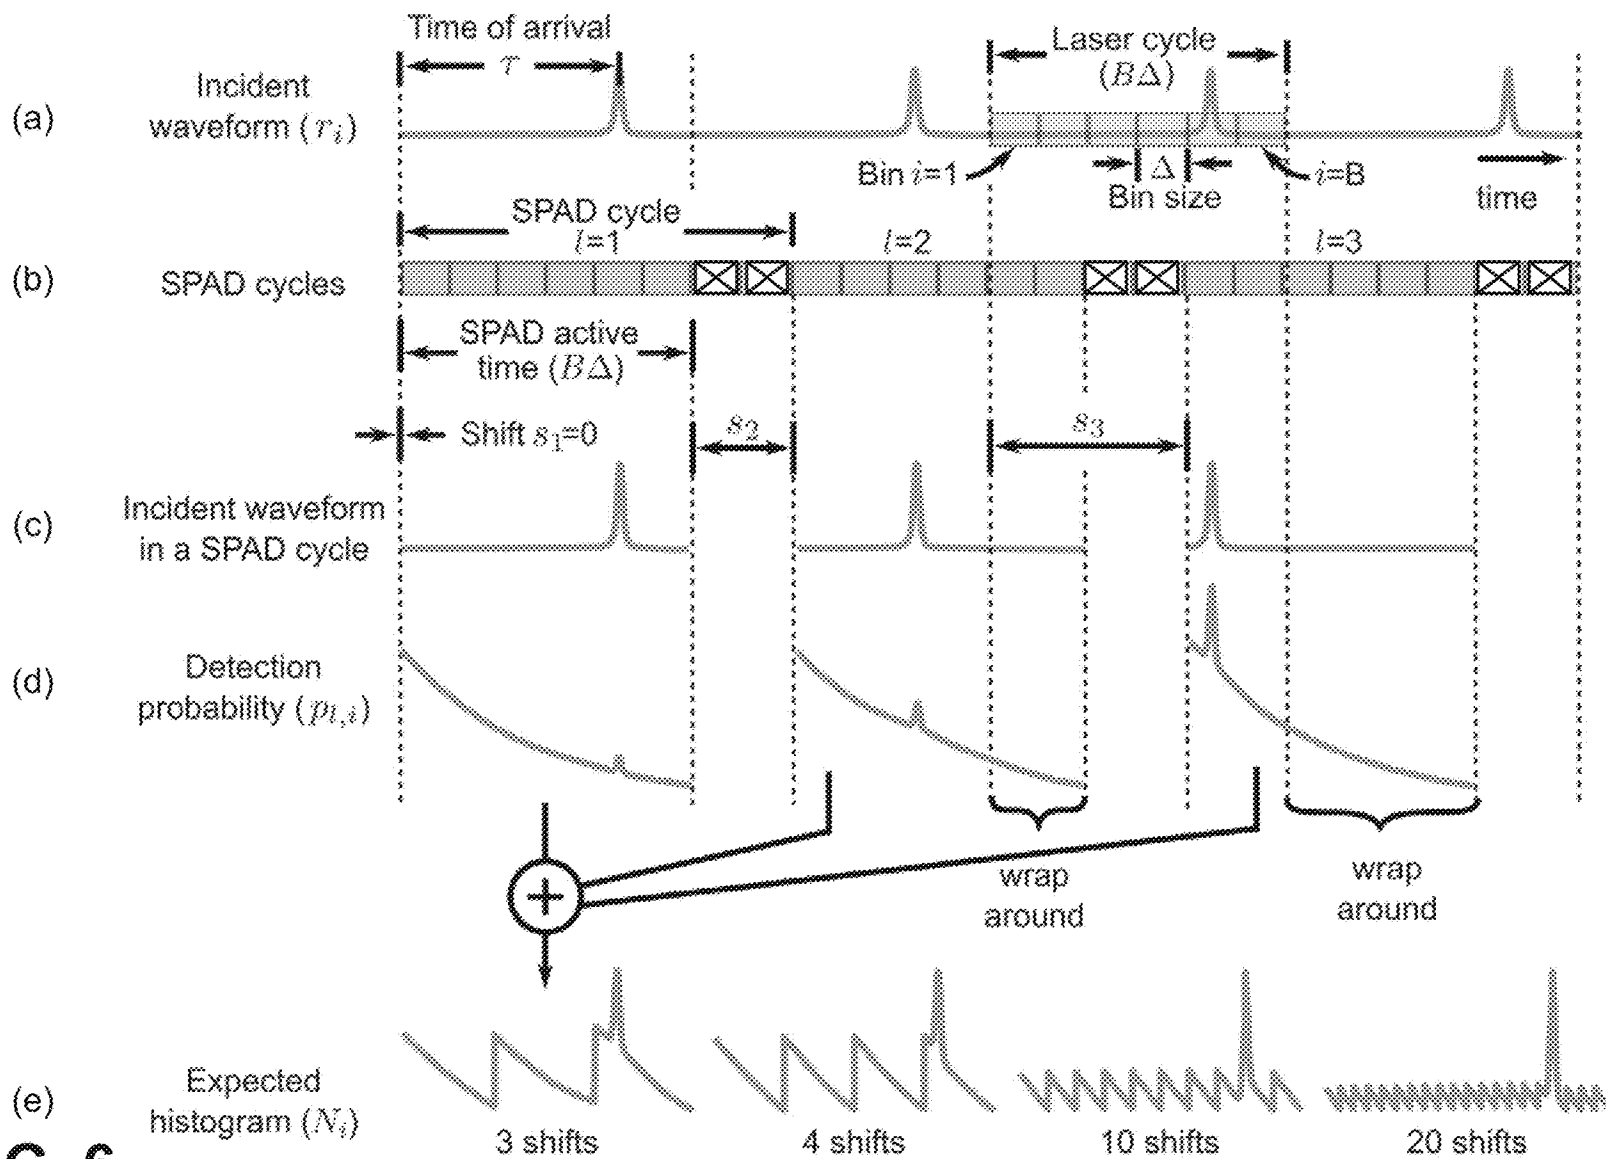 Time of arrival
τ
Laser cycle
(BΔ)
(a)
Incident
waveform (r_i)
Bin i=1
Δ
Bin size
i=B
time
SPAD cycle
l=1
l=2
l=3
(b)
SPAD cycles
SPAD active
time (BΔ)
Shift s_1=0
s_2
s_3
(c)
Incident waveform
in a SPAD cycle
(d)
Detection
probability (p_{l,i})
wrap
around
wrap
around
(e)
Expected
histogram (N_i)
3 shifts
4 shifts
10 shifts
20 shifts